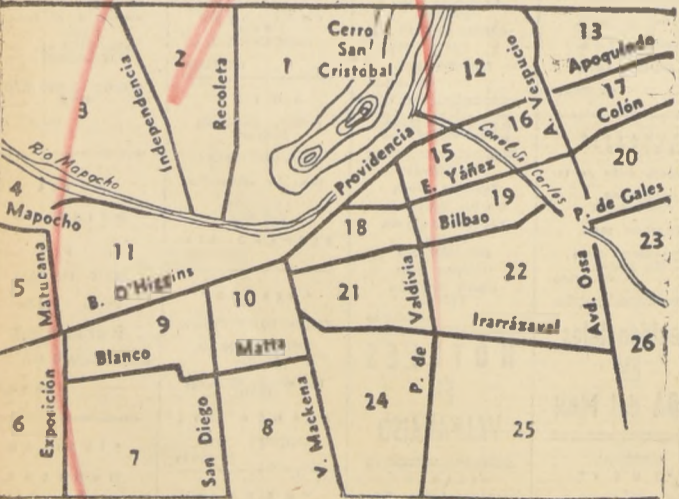 Cerro
San
Cristóbal
1
2
3
Independencia
Recoleta
12
13
A. Vespucio
Apoquindo
17
Colón
16
Canal Sn Carlos
15
E. Yáñez
Providencia
20
19
Bilbao
P. de Gales
18
23
Rio Mapocho
4
Mapocho
11
5
Matucana
B. O'Higgins
10
9
Blanco
Matta
21
P. de Valdivia
22
Irarrázaval
Avd. Ossa
26
6
Exposición
7
San Diego
8
V. Mackena
24
25